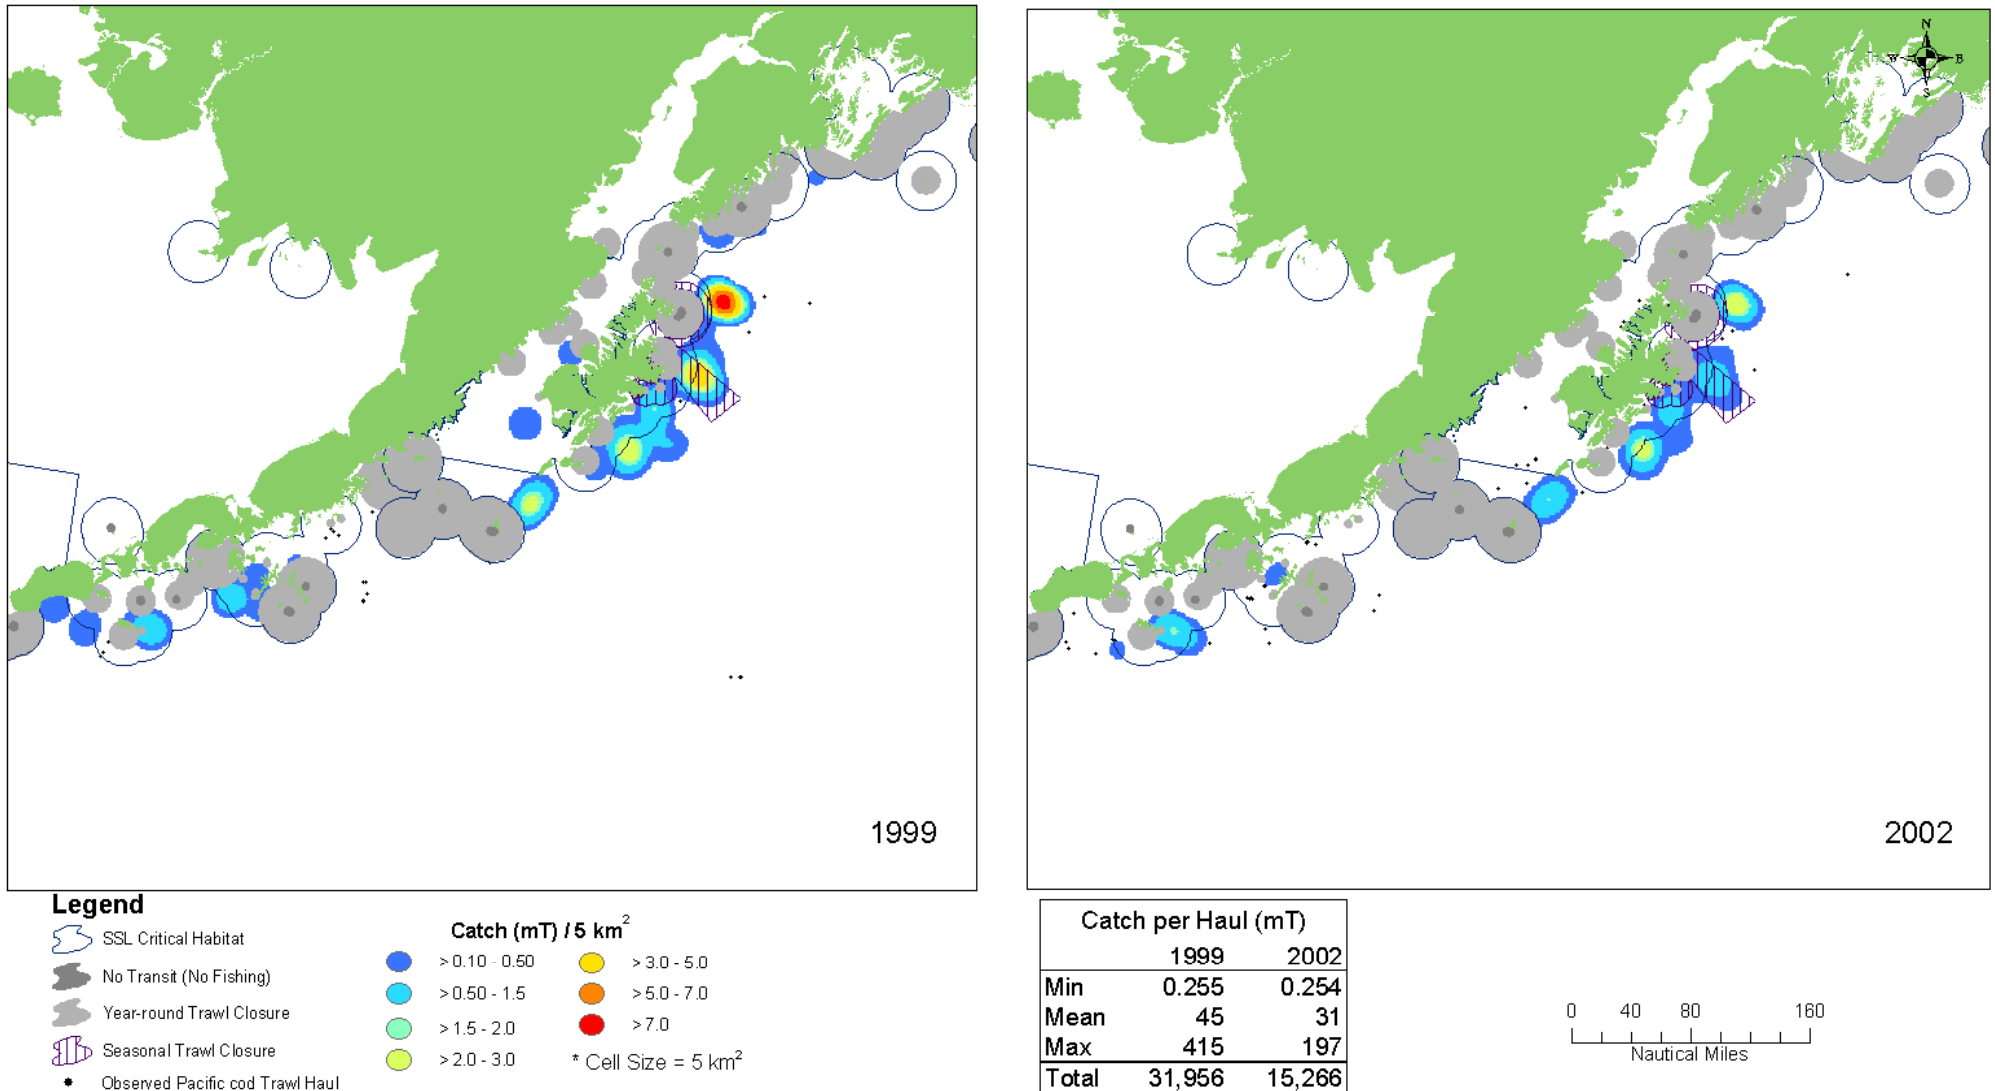 N
W E
S
1999
2002
Legend
SSL Critical Habitat
No Transit (No Fishing)
Year-round Trawl Closure
Seasonal Trawl Closure
Observed Pacific cod Trawl Haul
Catch (mT) / 5 km²
> 0.10 - 0.50
> 0.50 - 1.5
> 1.5 - 2.0
> 2.0 - 3.0
> 3.0 - 5.0
> 5.0 - 7.0
> 7.0
* Cell Size = 5 km²
Catch per Haul (mT)
1999 2002
Min 0.255 0.254
Mean 45 31
Max 415 197
Total 31,956 15,266
0 40 80 160
Nautical Miles